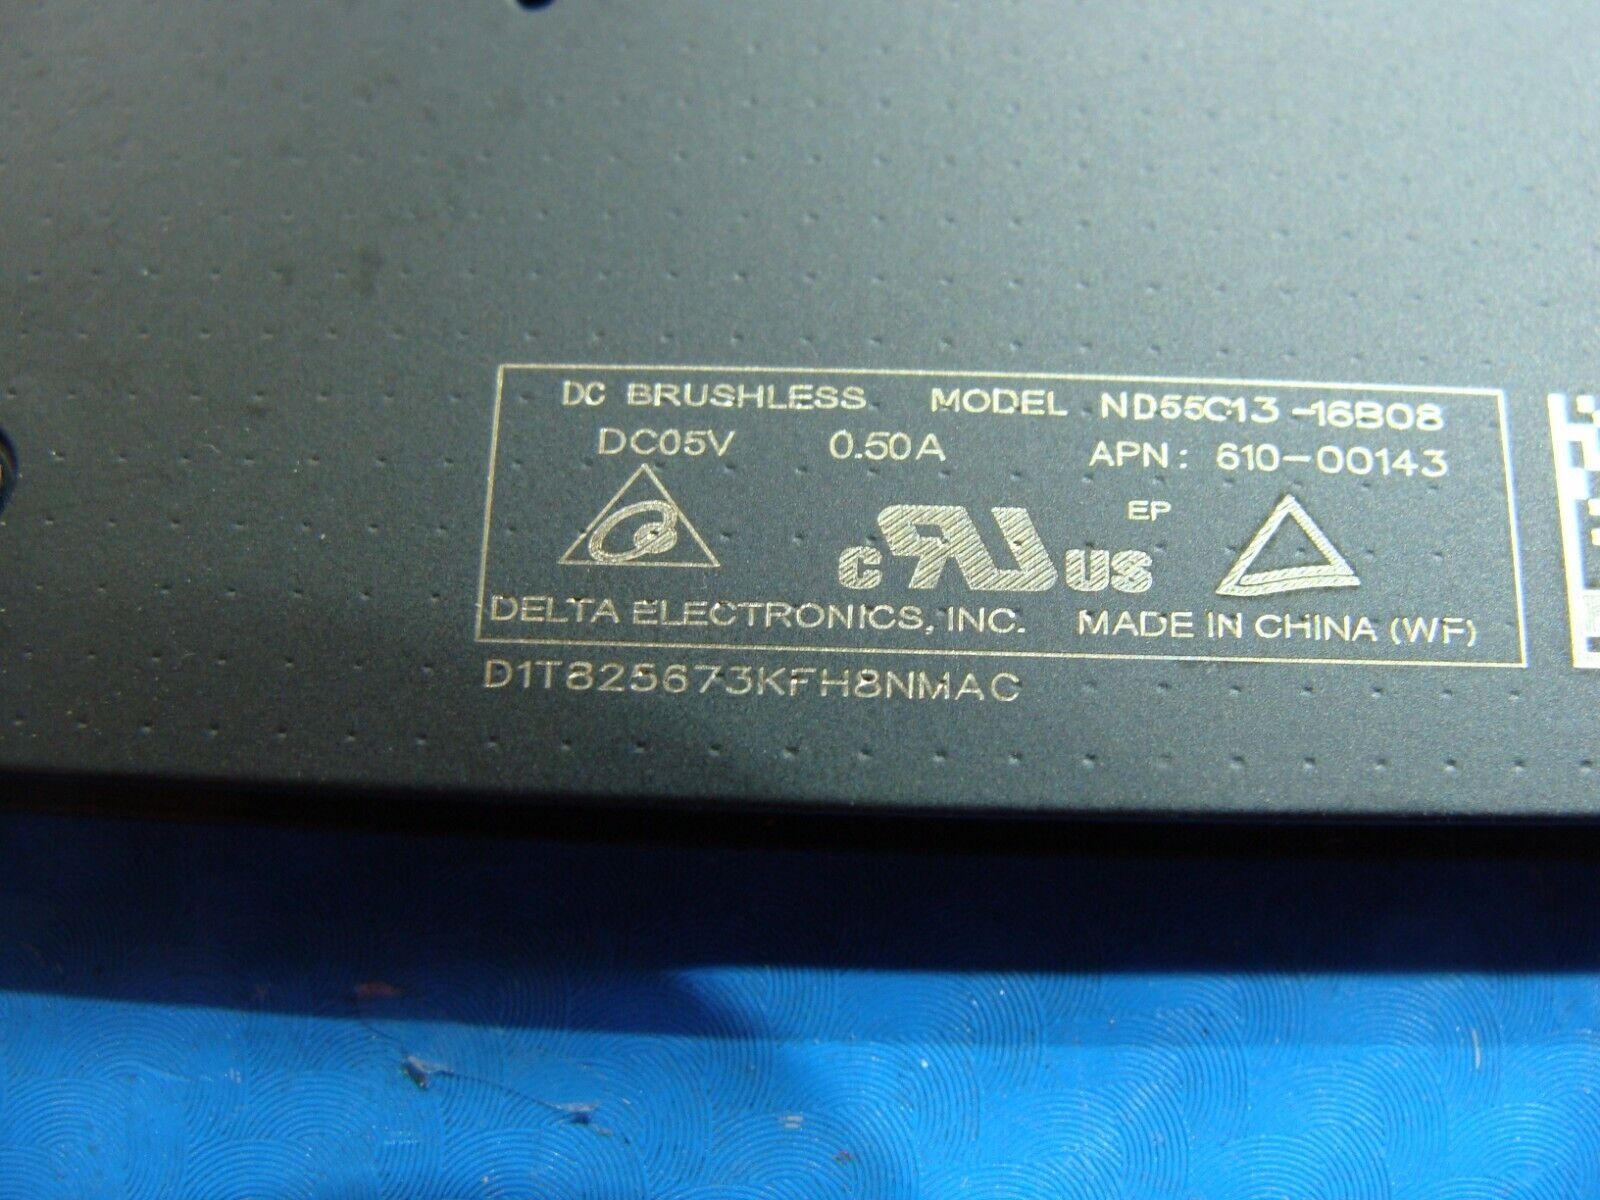 DC BRUSHLESS MODEL ND55C13-16B08
DC05V 0.50A APN: 610-00143
c RU US EP
DELTA ELECTRONICS, INC. MADE IN CHINA (WF)
D1T825673KFH8NMAC